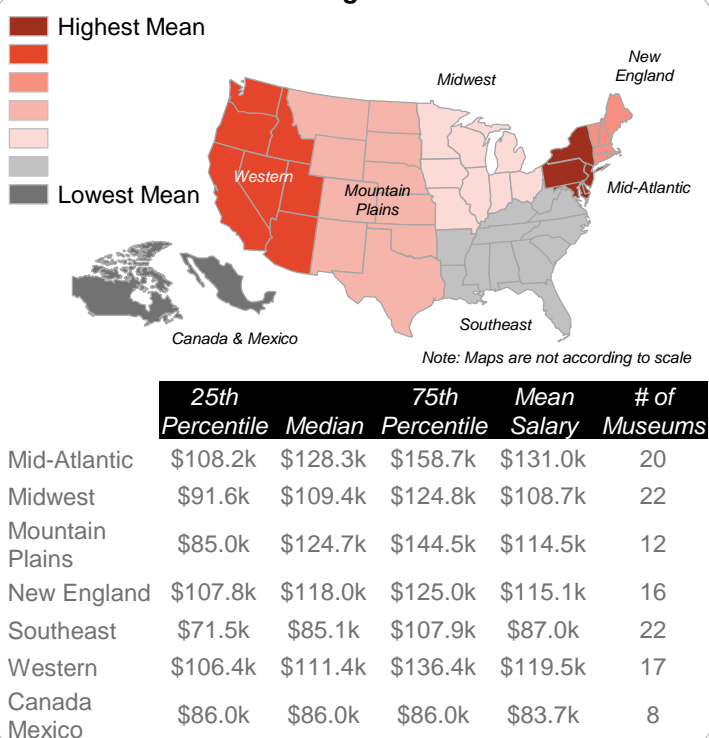 Highest Mean
Lowest Mean
Midwest
New
England
Western
Mountain
Plains
Mid-Atlantic
Southeast
Canada & Mexico
Note: Maps are not according to scale
25th Percentile Median 75th Percentile Mean Salary # of Museums
Mid-Atlantic $108.2k $128.3k $158.7k $131.0k 20
Midwest $91.6k $109.4k $124.8k $108.7k 22
Mountain Plains $85.0k $124.7k $144.5k $114.5k 12
New England $107.8k $118.0k $125.0k $115.1k 16
Southeast $71.5k $85.1k $107.9k $87.0k 22
Western $106.4k $111.4k $136.4k $119.5k 17
Canada Mexico $86.0k $86.0k $86.0k $83.7k 8